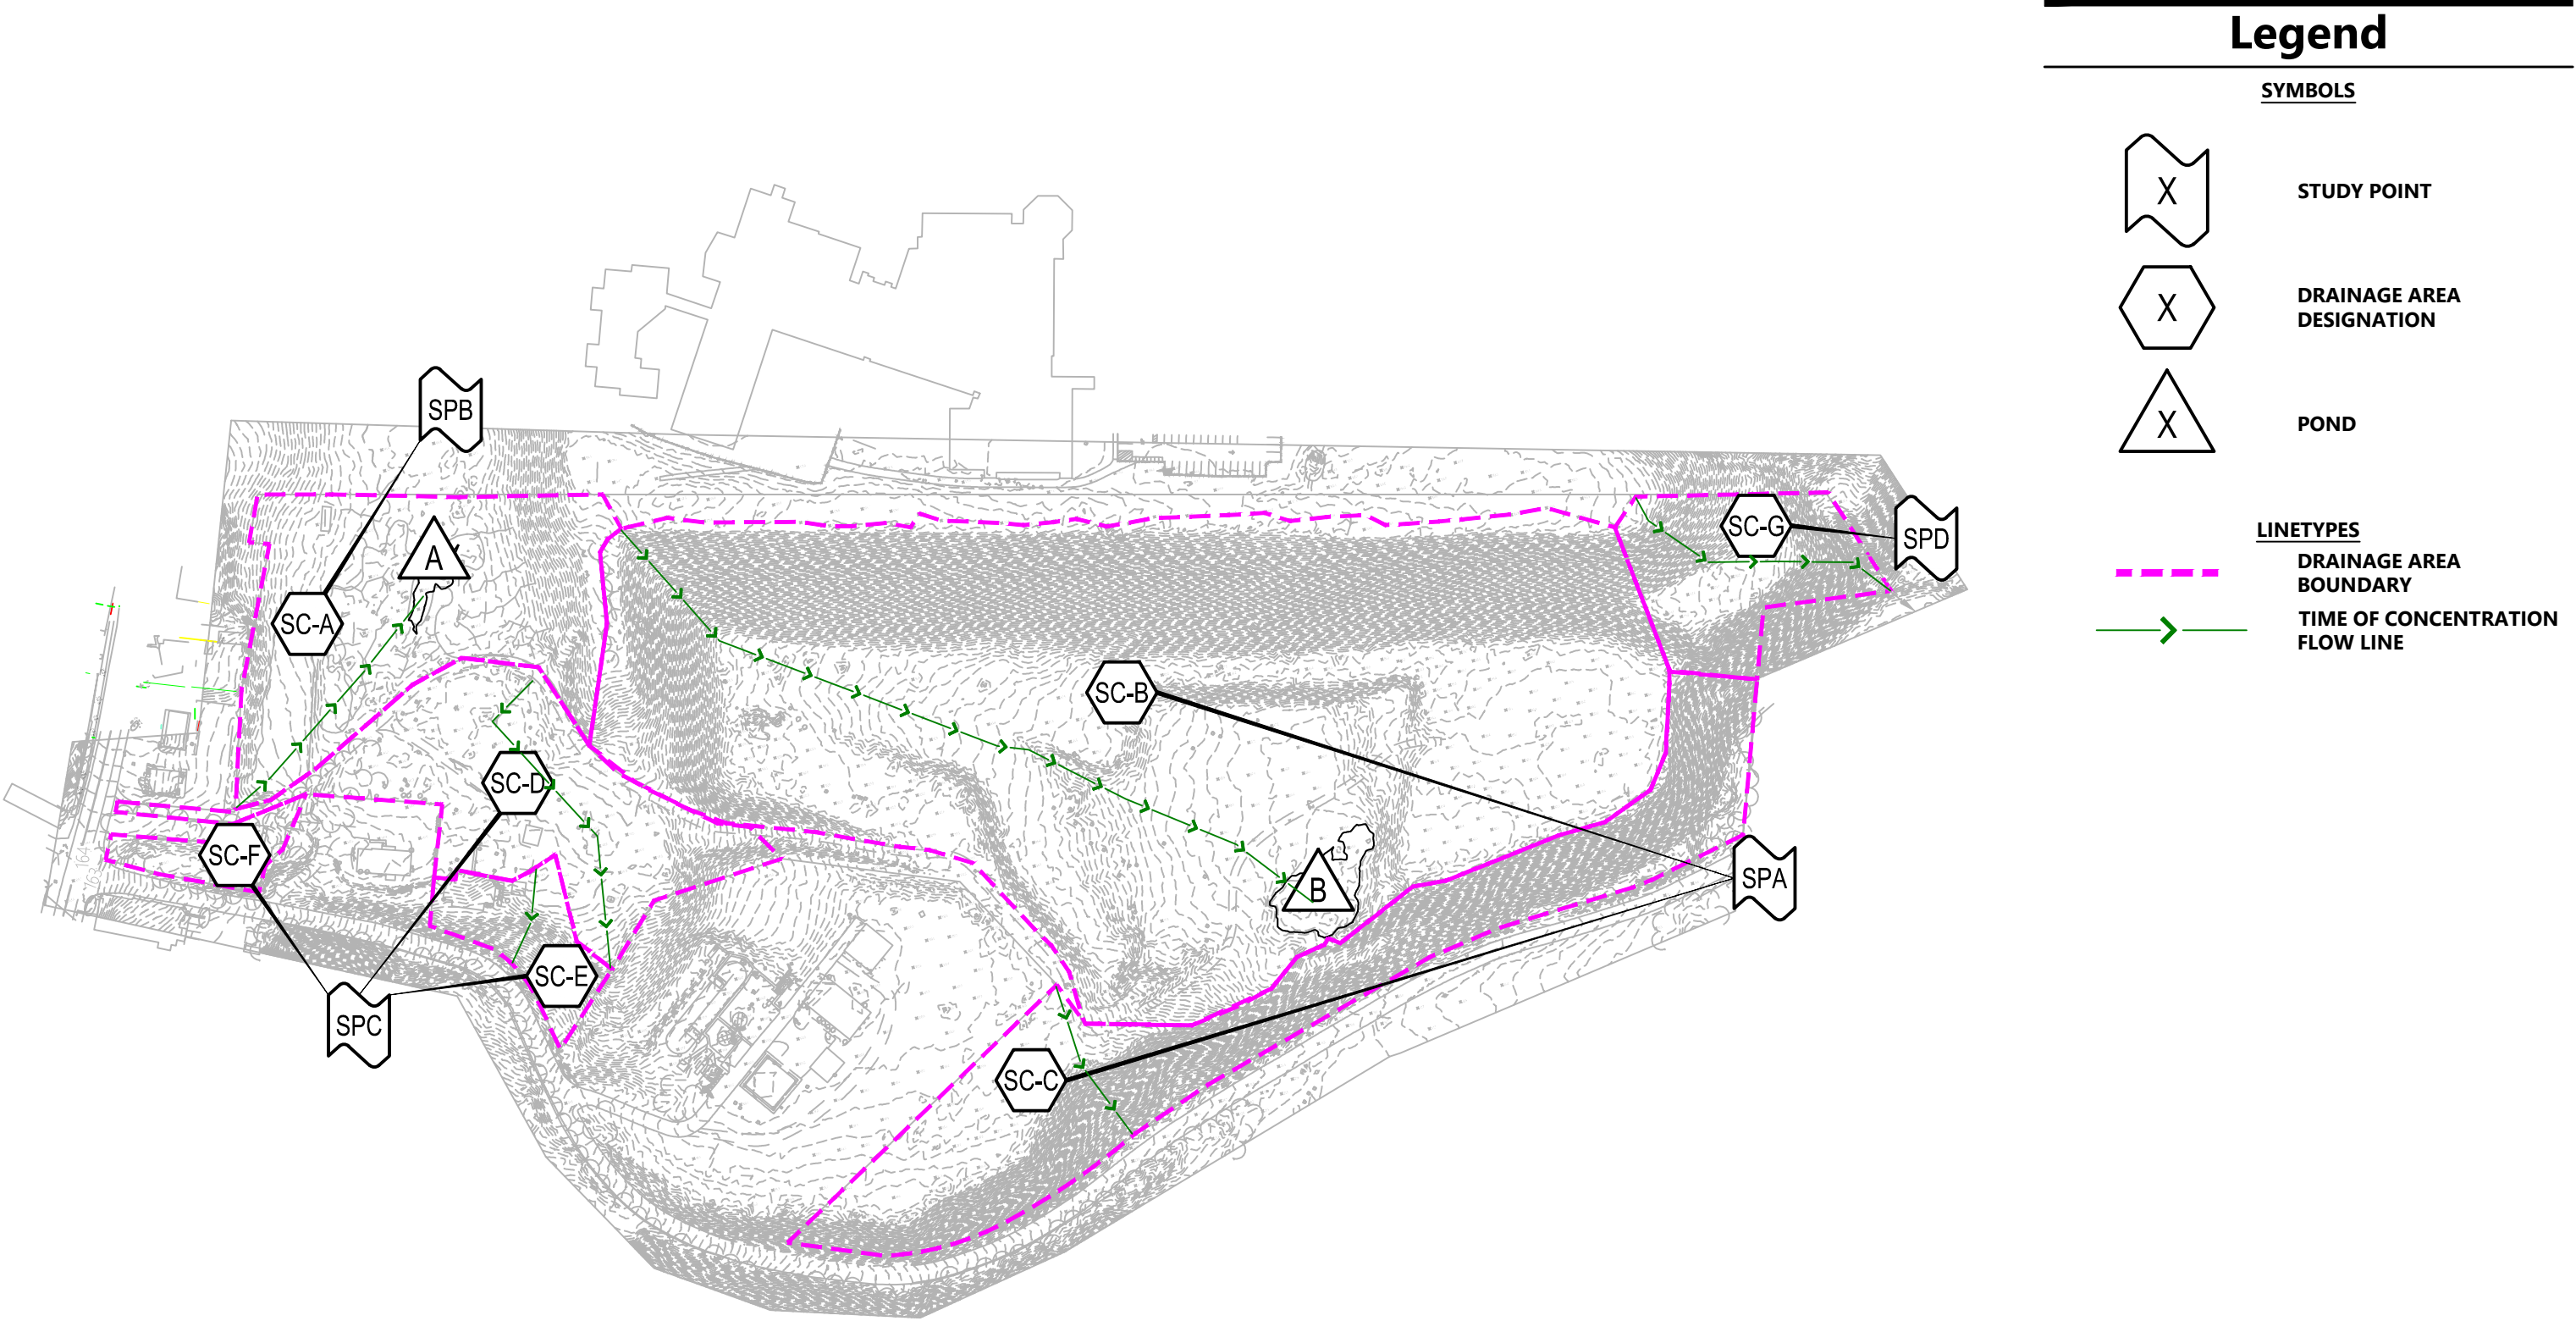 Legend
SYMBOLS
X
STUDY POINT
X
DRAINAGE AREA
DESIGNATION
X
POND
LINETYPES
DRAINAGE AREA
BOUNDARY
TIME OF CONCENTRATION
FLOW LINE
SPB
A
SC-A
SC-G
SPD
SC-B
SC-D
SC-F
B
SPA
SC-E
SPC
SC-C